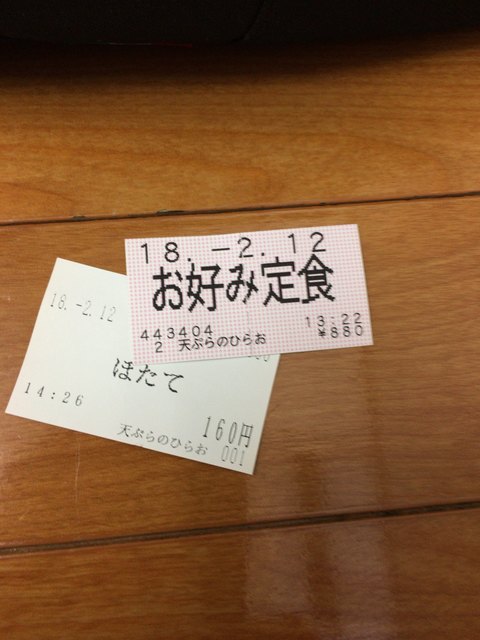 18.-2.12
お好み定食
443404
13:22
2 天ぷらのひらお
¥880
18.-2.12
ほたて
14:26
160円
天ぷらのひらお 001